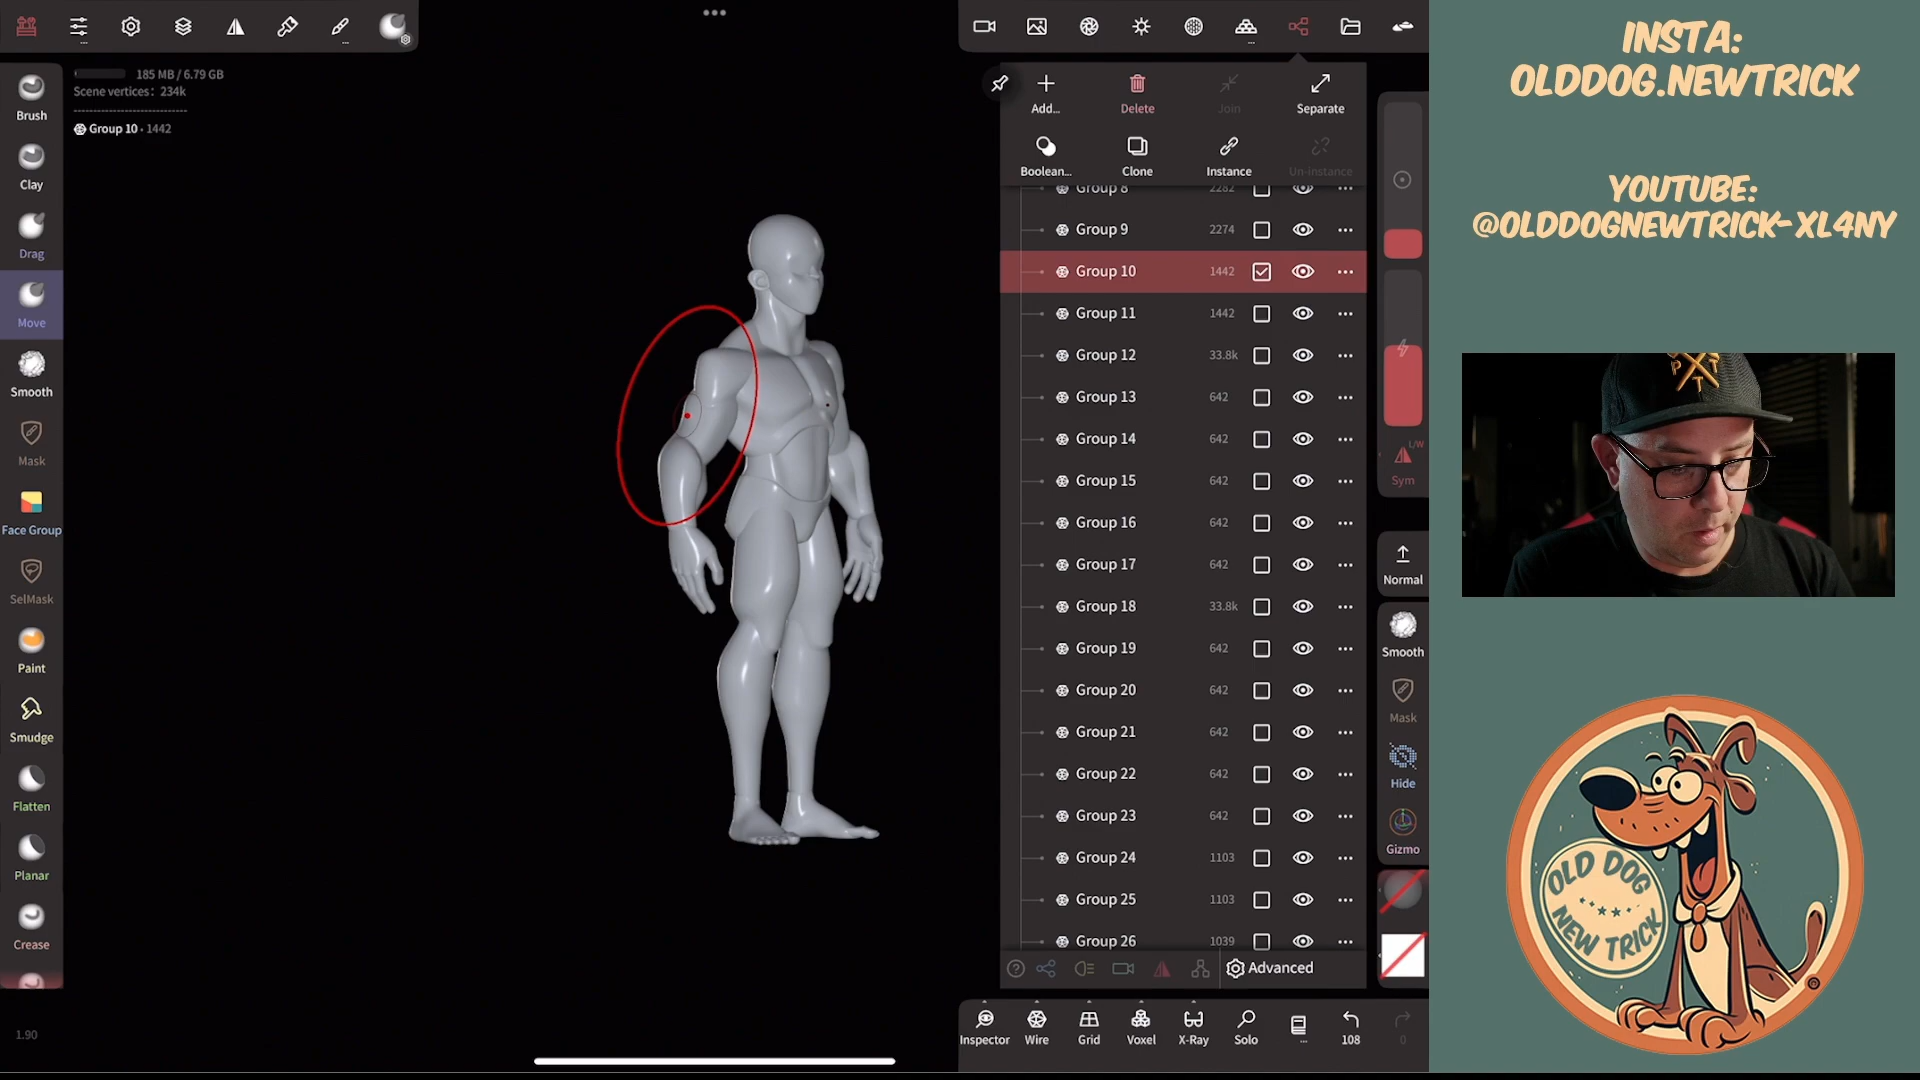 INSTA:
OLDDOG.NEWTRICK
YOUTUBE:
@OLDDOGNEWTRICK-XL4NY
185 MB / 6.79 GB
Scene vertices: 234k
Group 10 • 1442
Brush
Clay
Drag
Move
Smooth
Mask
Face Group
SelMask
Paint
Smudge
Flatten
Planar
Crease
1.90
Add...
Delete
Join
Separate
Boolean...
Clone
Instance
Un-instance
Group 8 2282
Group 9 2274
Group 10 1442
Group 11 1442
Group 12 33.8k
Group 13 642
Group 14 642
Group 15 642
Group 16 642
Group 17 642
Group 18 33.8k
Group 19 642
Group 20 642
Group 21 642
Group 22 642
Group 23 642
Group 24 1103
Group 25 1103
Group 26 1039
Advanced
L/W
Sym
Normal
Smooth
Mask
Hide
Gizmo
Inspector
Wire
Grid
Voxel
X-Ray
Solo
...
108
0
P T T
OLD DOG
NEW TRICK